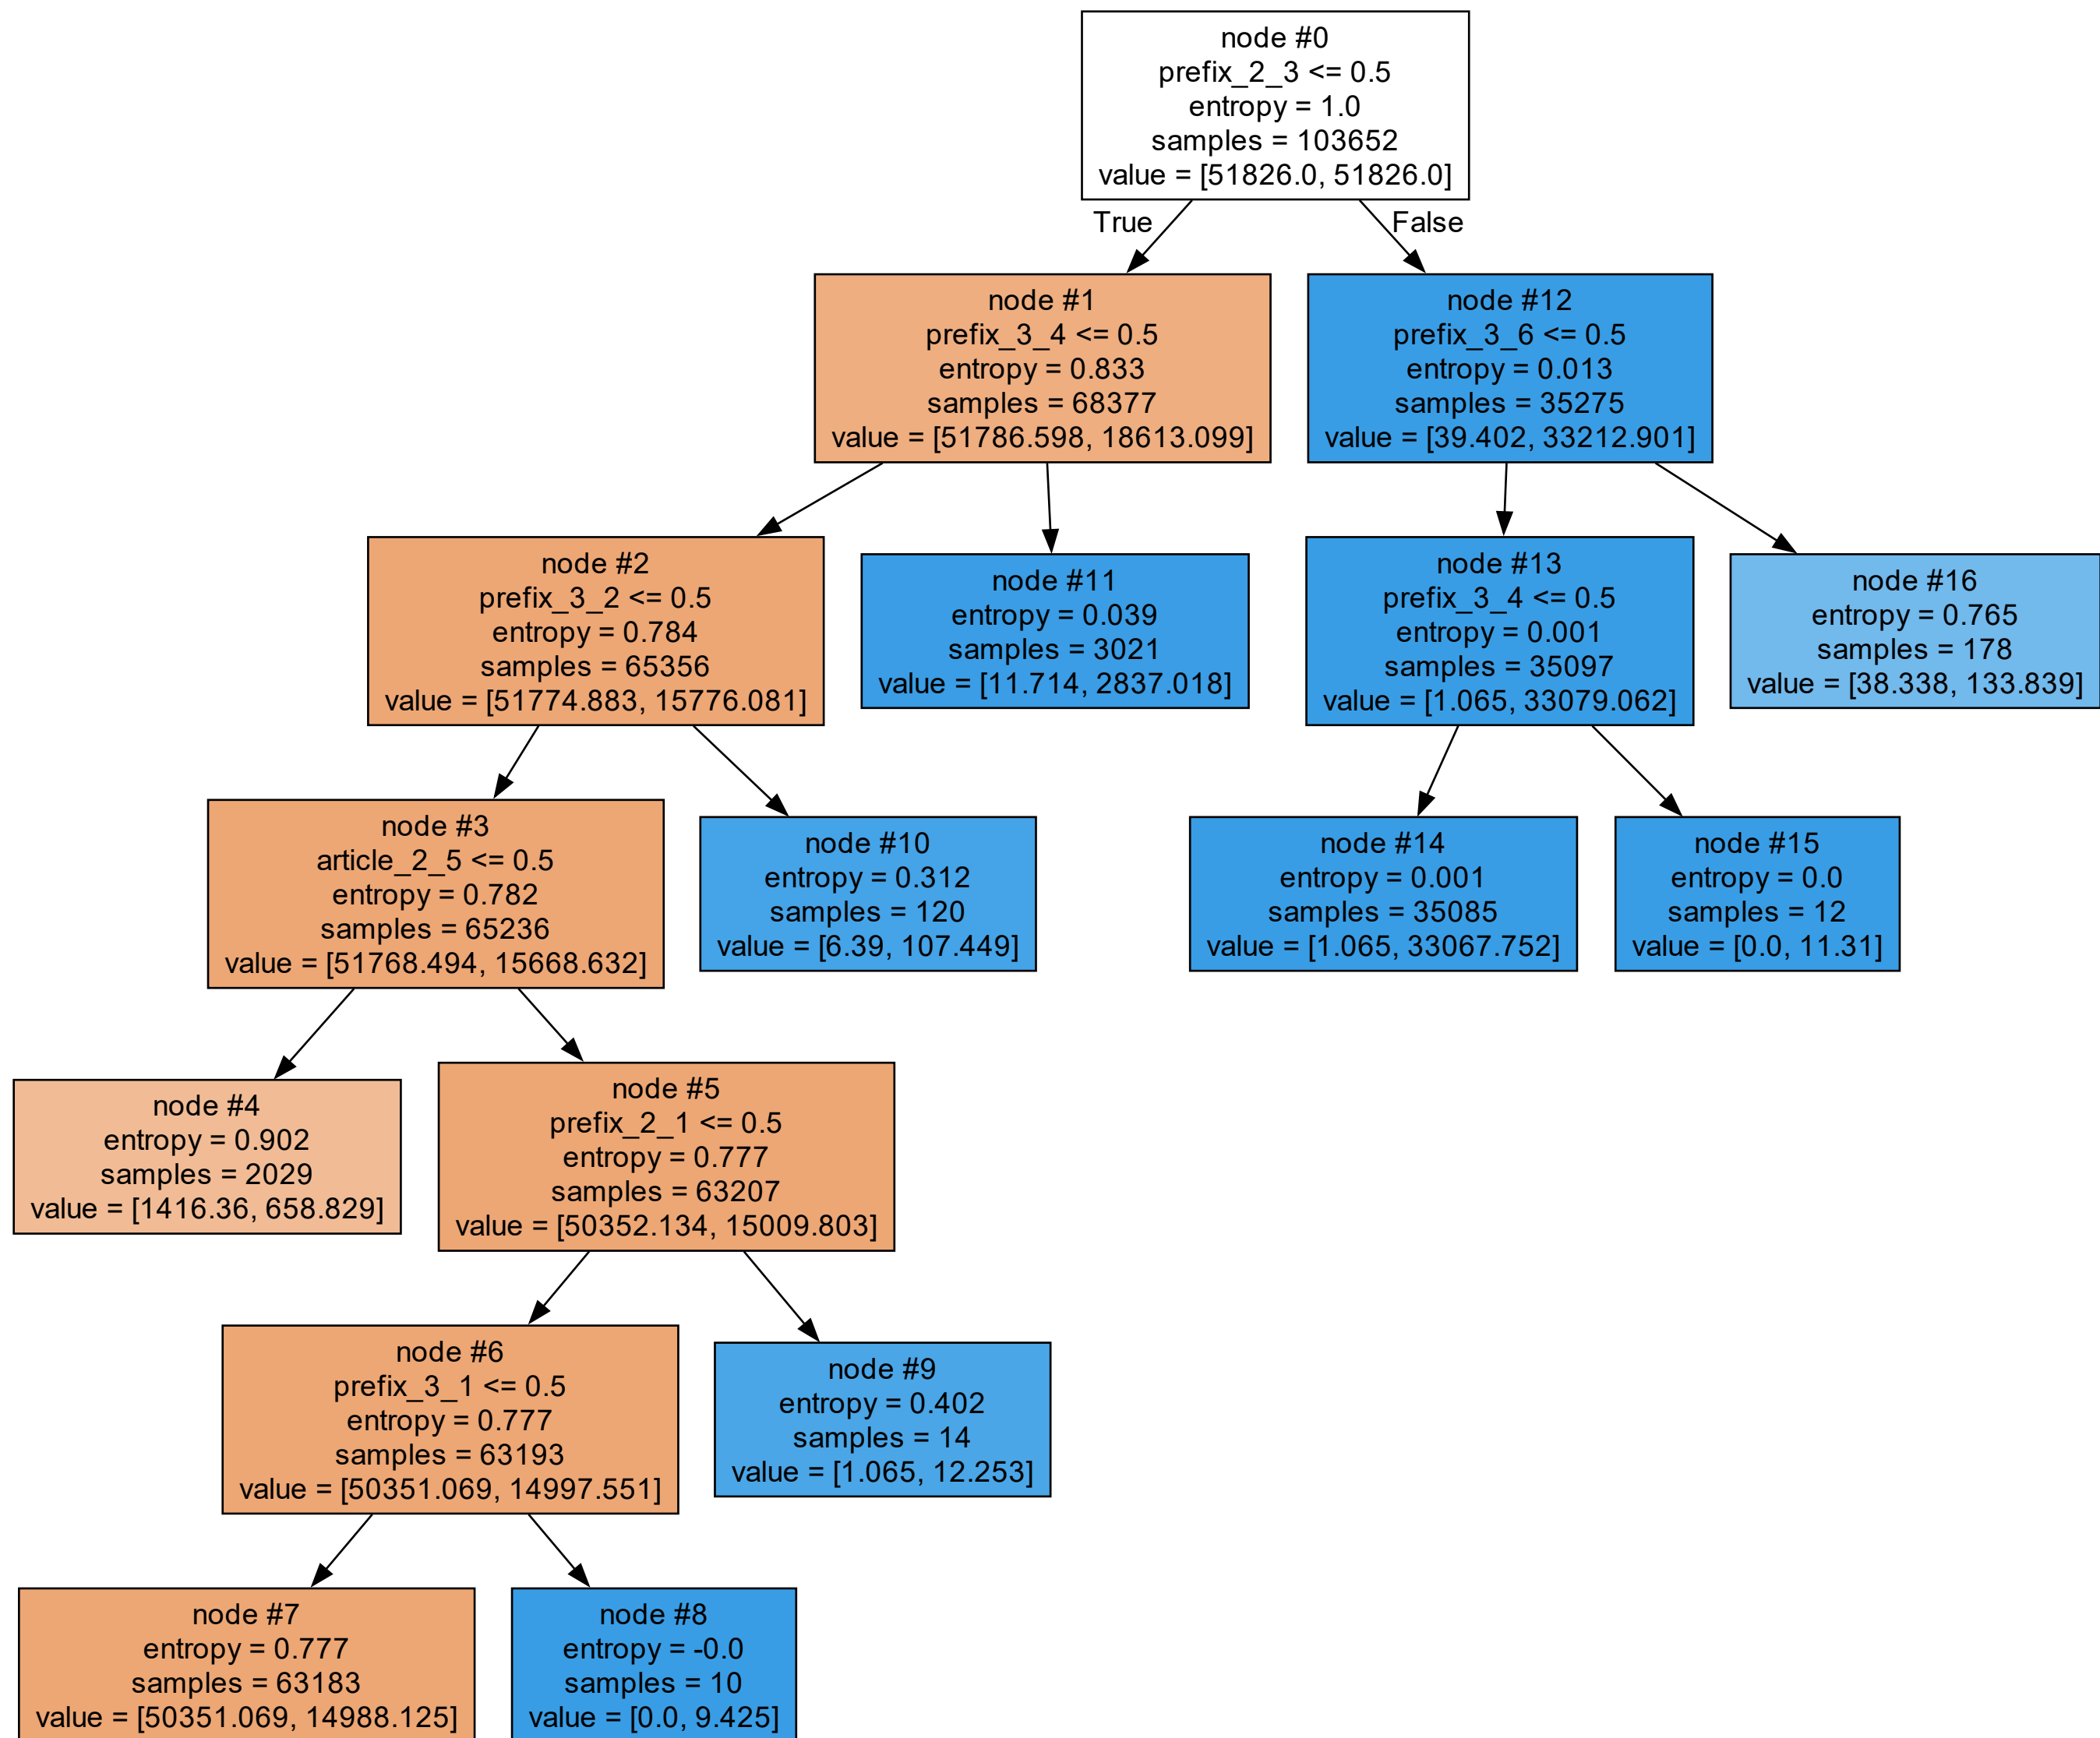 node #0
prefix_2_3 <= 0.5
entropy = 1.0
samples = 103652
value = [51826.0, 51826.0]
True
False
node #1
prefix_3_4 <= 0.5
entropy = 0.833
samples = 68377
value = [51786.598, 18613.099]
node #12
prefix_3_6 <= 0.5
entropy = 0.013
samples = 35275
value = [39.402, 33212.901]
node #2
prefix_3_2 <= 0.5
entropy = 0.784
samples = 65356
value = [51774.883, 15776.081]
node #11
entropy = 0.039
samples = 3021
value = [11.714, 2837.018]
node #13
prefix_3_4 <= 0.5
entropy = 0.001
samples = 35097
value = [1.065, 33079.062]
node #16
entropy = 0.765
samples = 178
value = [38.338, 133.839]
node #3
article_2_5 <= 0.5
entropy = 0.782
samples = 65236
value = [51768.494, 15668.632]
node #10
entropy = 0.312
samples = 120
value = [6.39, 107.449]
node #14
entropy = 0.001
samples = 35085
value = [1.065, 33067.752]
node #15
entropy = 0.0
samples = 12
value = [0.0, 11.31]
node #4
entropy = 0.902
samples = 2029
value = [1416.36, 658.829]
node #5
prefix_2_1 <= 0.5
entropy = 0.777
samples = 63207
value = [50352.134, 15009.803]
node #6
prefix_3_1 <= 0.5
entropy = 0.777
samples = 63193
value = [50351.069, 14997.551]
node #9
entropy = 0.402
samples = 14
value = [1.065, 12.253]
node #7
entropy = 0.777
samples = 63183
value = [50351.069, 14988.125]
node #8
entropy = -0.0
samples = 10
value = [0.0, 9.425]